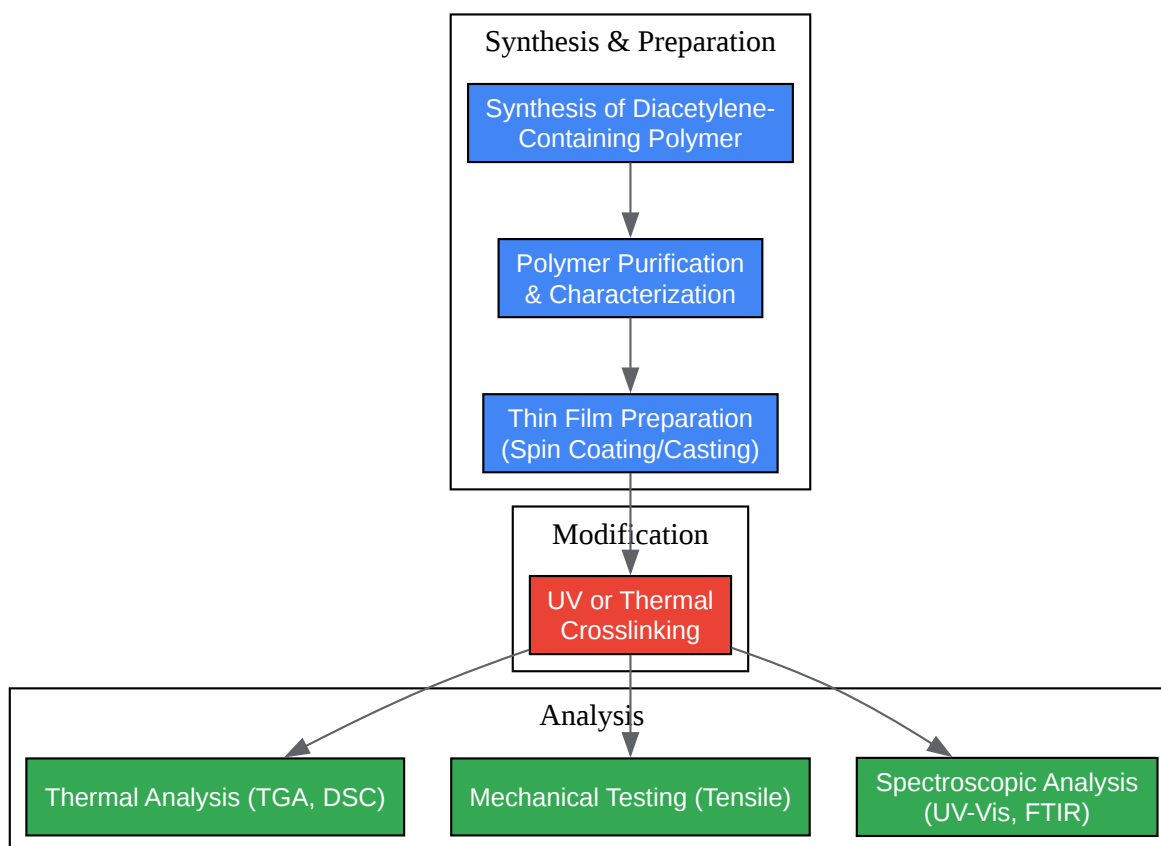 Synthesis & Preparation
Synthesis of Diacetylene-
Containing Polymer
Polymer Purification
& Characterization
Thin Film Preparation
(Spin Coating/Casting)
Modification
UV or Thermal
Crosslinking
Analysis
Thermal Analysis (TGA, DSC)
Mechanical Testing (Tensile)
Spectroscopic Analysis
(UV-Vis, FTIR)